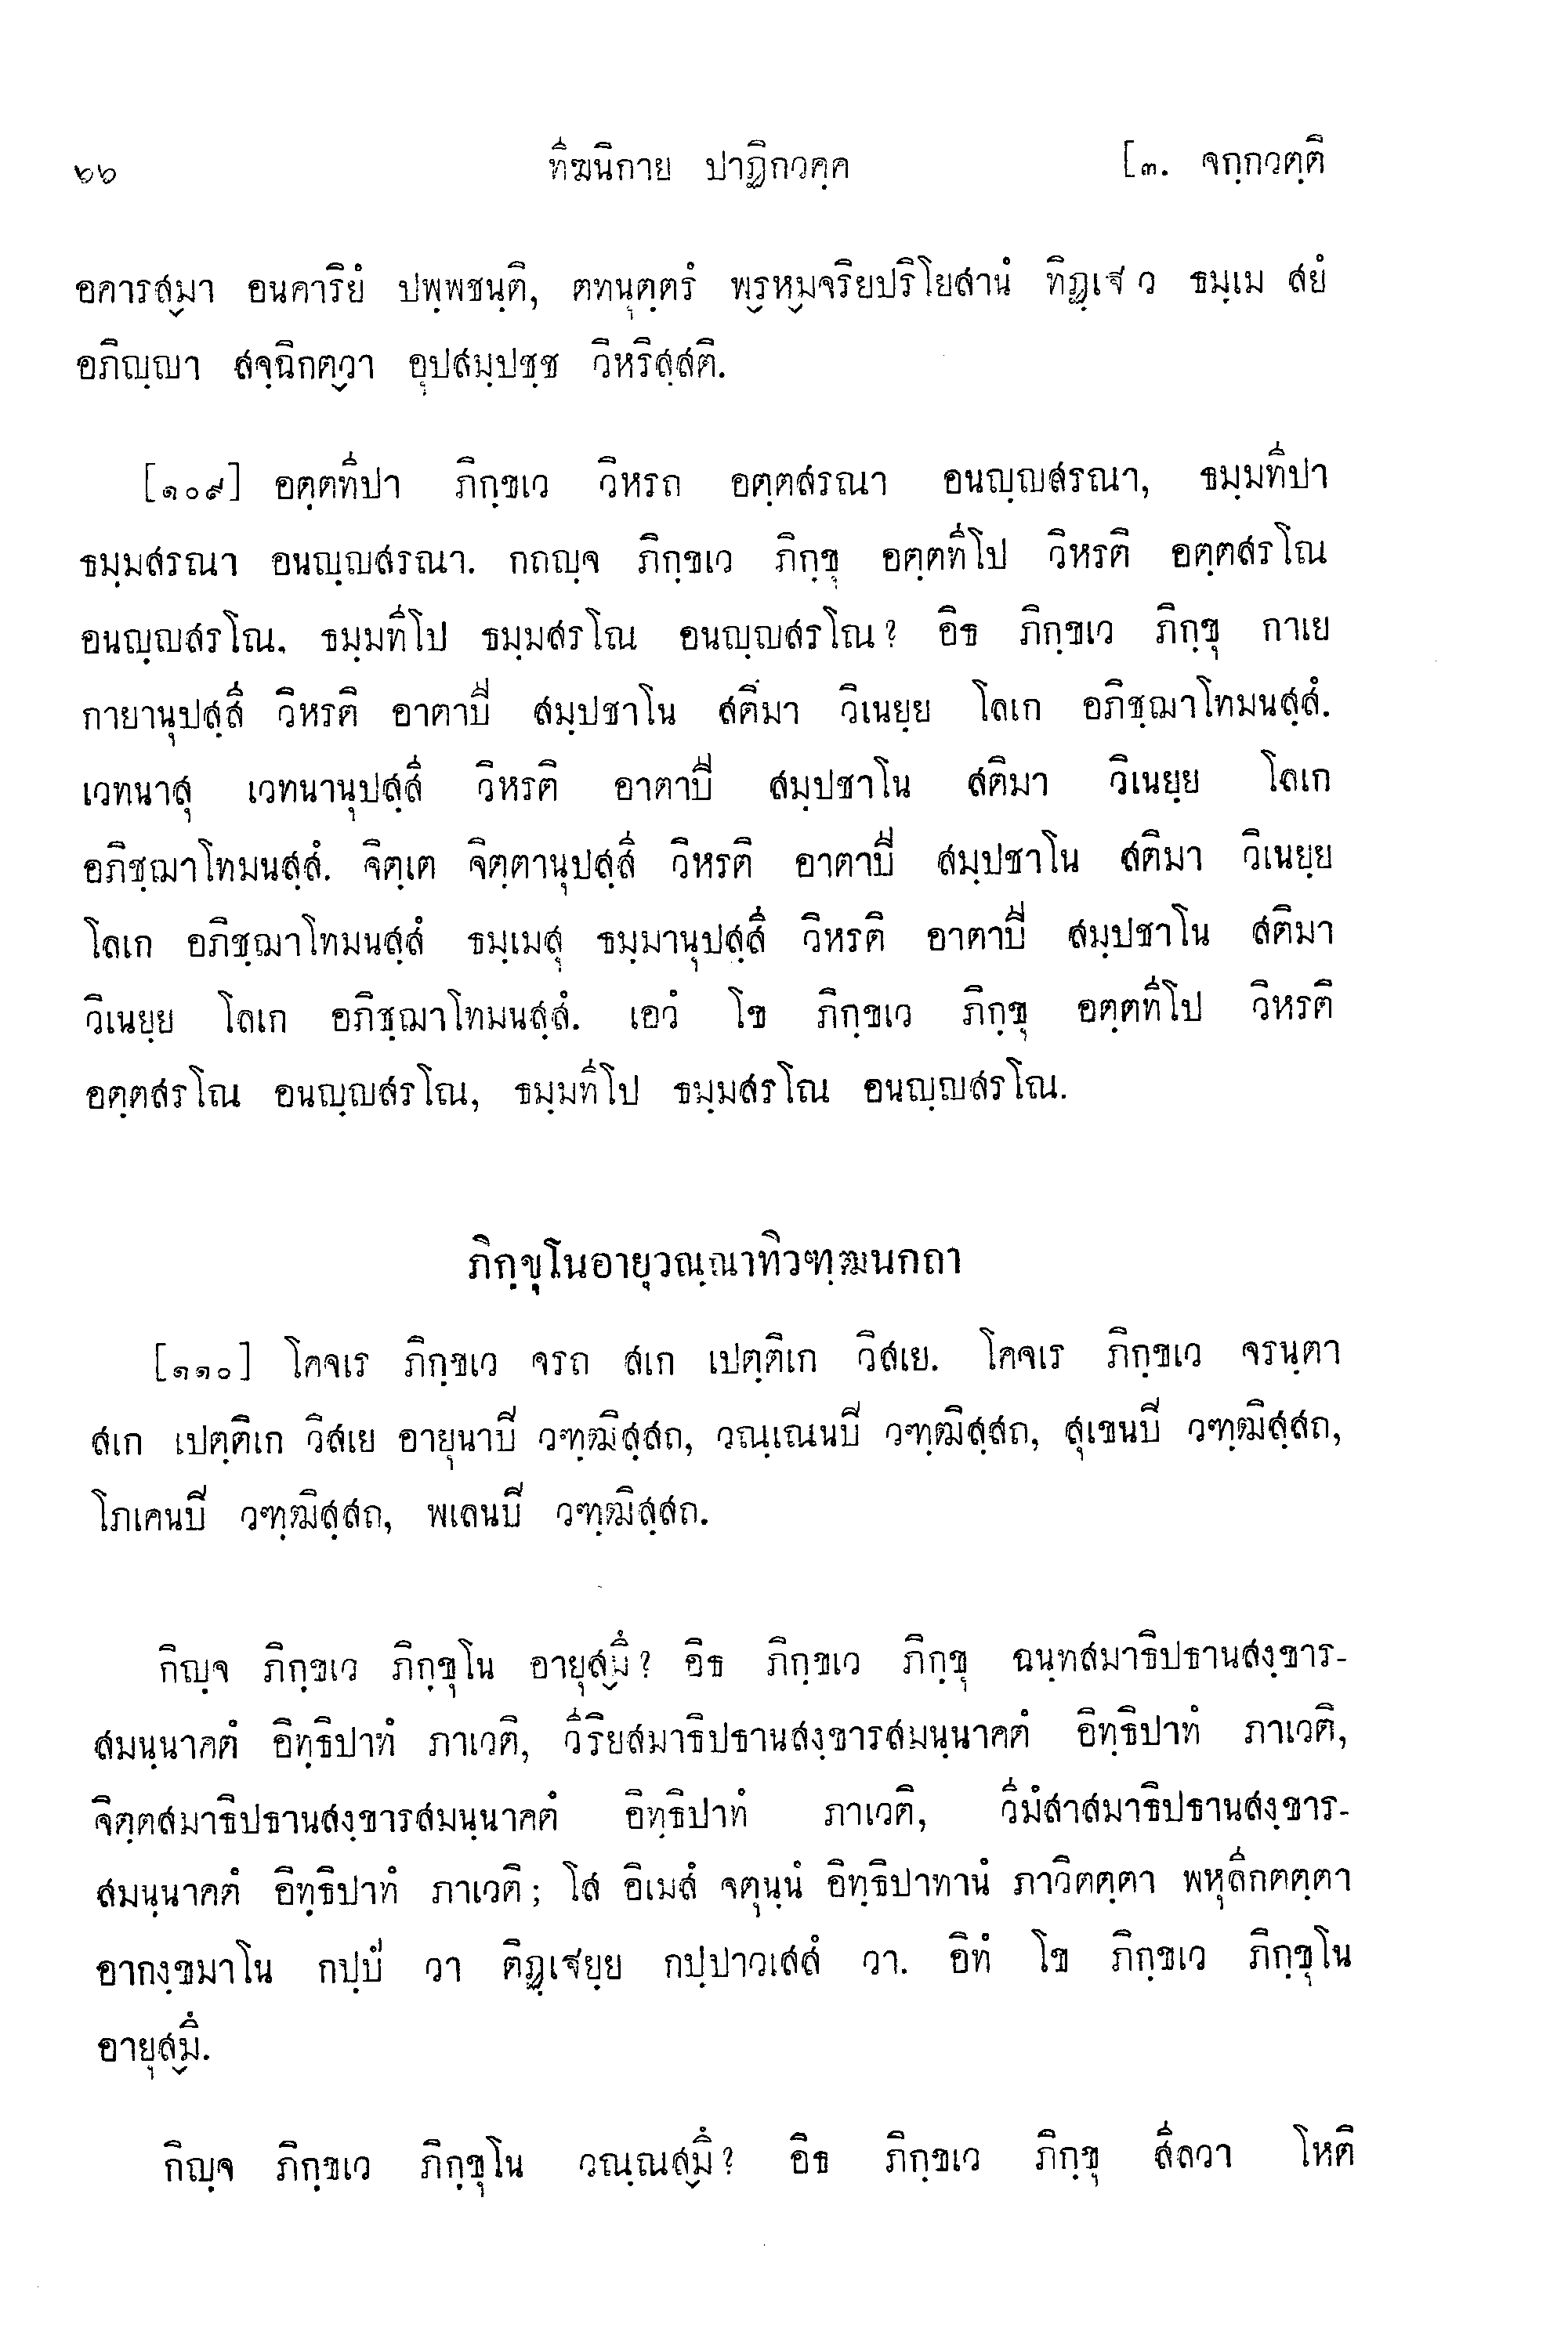 ๖๖ ทีฆนิกาย ปาฏิกวคฺค [๓. จกฺกวตฺติ
อคารสฺมา อนคาริยํ ปพฺพชนฺติ, ตทนุตฺตรํ พฺรหฺมจริยปริโยสานํ ทิฏฺเฐว ธมฺเม สยํ
อภิญฺญา สจฺฉิกตฺวา อุปสมฺปชฺช วิหริสฺสติ.
[๑๐๙] อตฺตทีปา ภิกฺขเว วิหรถ อตฺตสรณา อนญฺญสรณา, ธมฺมทีปา
ธมฺมสรณา อนญฺญสรณา. กถญฺจ ภิกฺขเว ภิกฺขุ อตฺตทีโป วิหรติ อตฺตสรโณ
อนญฺญสรโณ, ธมฺมทีโป ธมฺมสรโณ อนญฺญสรโณ? อิธ ภิกฺขเว ภิกฺขุ กาเย
กายานุปสฺสี วิหรติ อาตาปี สมฺปชาโน สติมา วิเนยฺย โลเก อภิชฺฌาโทมนสฺสํ.
เวทนาสุ เวทนานุปสฺสี วิหรติ อาตาปี สมฺปชาโน สติมา วิเนยฺย โลเก
อภิชฺฌาโทมนสฺสํ. จิตฺเต จิตฺตานุปสฺสี วิหรติ อาตาปี สมฺปชาโน สติมา วิเนยฺย
โลเก อภิชฺฌาโทมนสฺสํ ธมฺเมสุ ธมฺมานุปสฺสี วิหรติ อาตาปี สมฺปชาโน สติมา
วิเนยฺย โลเก อภิชฺฌาโทมนสฺสํ. เอวํ โข ภิกฺขเว ภิกฺขุ อตฺตทีโป วิหรติ
อตฺตสรโณ อนญฺญสรโณ, ธมฺมทีโป ธมฺมสรโณ อนญฺญสรโณ.
ภิกฺขุโนอายุวณฺณาทิวฑฺฒนกถา
[๑๑๐] โคจเร ภิกฺขเว จรถ สเก เปตฺติเก วิสเย. โคจเร ภิกฺขเว จรนฺตา
สเก เปตฺติเก วิสเย อายุนาปิ วฑฺฒิสฺสถ, วณฺเณนปิ วฑฺฒิสฺสถ, สุเขนปิ วฑฺฒิสฺสถ,
โภเคนปิ วฑฺฒิสฺสถ, พเลนปิ วฑฺฒิสฺสถ.
กิญฺจ ภิกฺขเว ภิกฺขุโน อายุสฺมึ? อิธ ภิกฺขเว ภิกฺขุ ฉนฺทสมาธิปธานสงฺขาร-
สมนฺนาคตํ อิทฺธิปาทํ ภาเวติ, วีริยสมาธิปธานสงฺขารสมนฺนาคตํ อิทฺธิปาทํ ภาเวติ,
จิตฺตสมาธิปธานสงฺขารสมนฺนาคตํ อิทฺธิปาทํ ภาเวติ, วีมํสาสมาธิปธานสงฺขาร-
สมนฺนาคตํ อิทฺธิปาทํ ภาเวติ; โส อิเมสํ จตุนฺนํ อิทฺธิปาทานํ ภาวิตตฺตา พหุลีกตตฺตา
อากงฺขมาโน กปฺปํ วา ติฏฺเฐยฺย กปฺปาวเสสํ วา. อิทํ โข ภิกฺขเว ภิกฺขุโน
อายุสฺมึ.
กิญฺจ ภิกฺขเว ภิกฺขุโน วณฺณสฺมึ? อิธ ภิกฺขเว ภิกฺขุ สีลวา โหติ